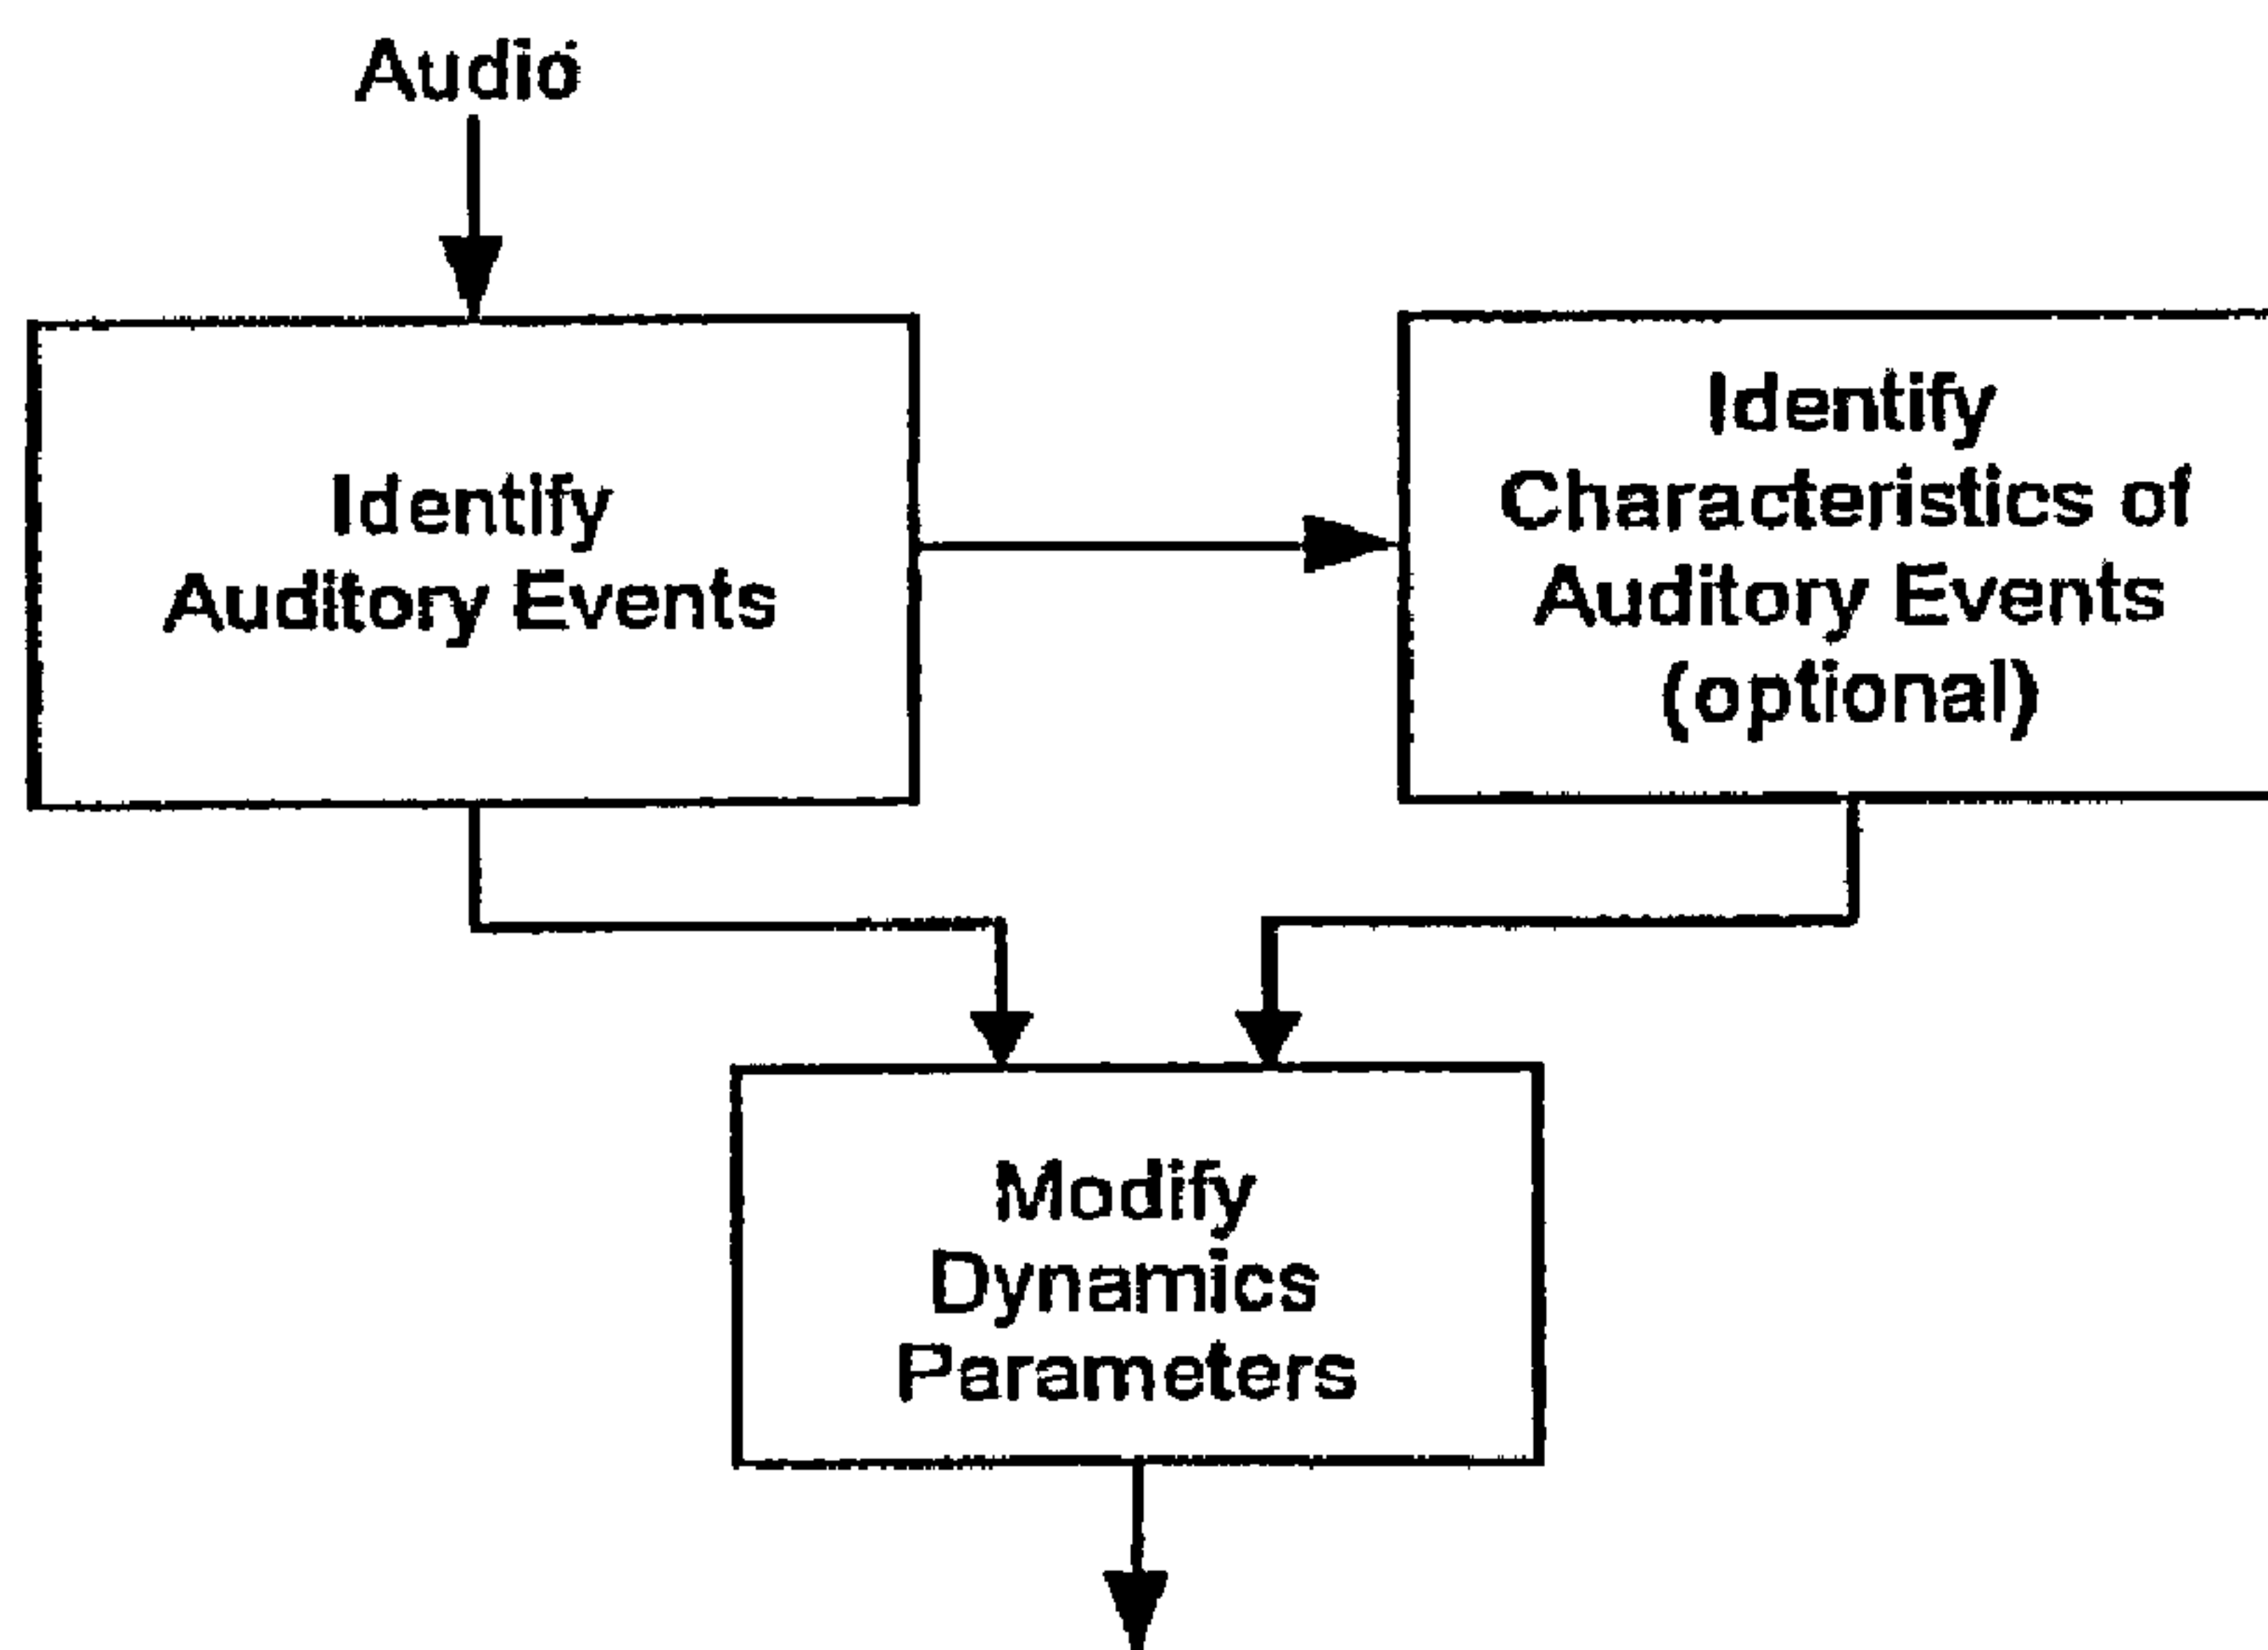 Audio
Identify
Auditory Events
Identify
Characteristics of
Auditory Events
(optional)
Modify
Dynamics
Parameters